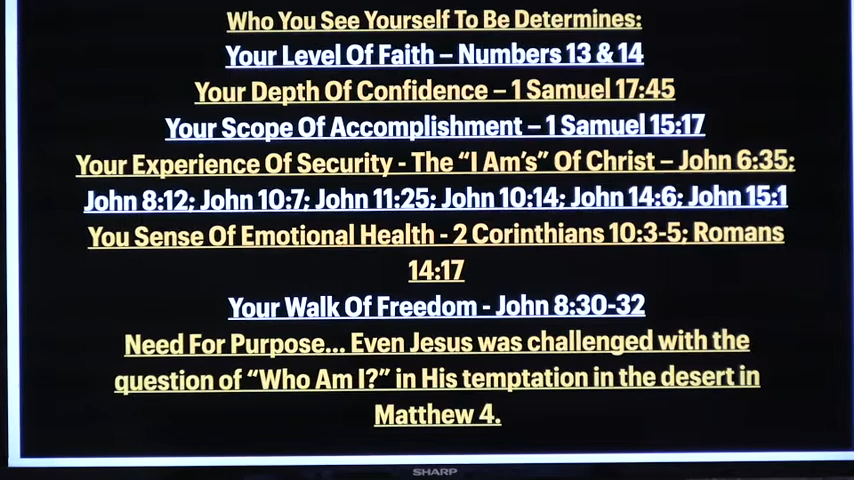 Who You See Yourself To Be Determines:
Your Level Of Faith – Numbers 13 & 14
Your Depth Of Confidence – 1 Samuel 17:45
Your Scope Of Accomplishment – 1 Samuel 15:17
Your Experience Of Security - The “I Am’s” Of Christ – John 6:35;
John 8:12; John 10:7; John 11:25; John 10:14; John 14:6; John 15:1
You Sense Of Emotional Health - 2 Corinthians 10:3-5; Romans
14:17
Your Walk Of Freedom - John 8:30-32
Need For Purpose... Even Jesus was challenged with the
question of “Who Am I?” in His temptation in the desert in
Matthew 4.
SHARP